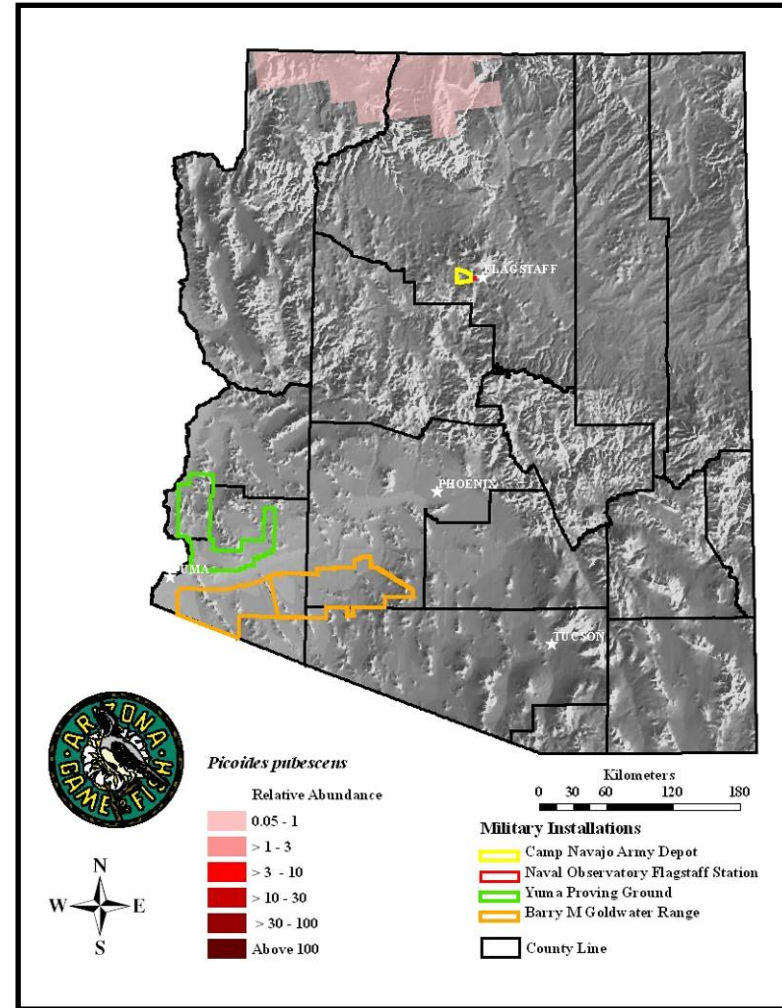 FLAGSTAFF
PHOENIX
YUMA
TUCSON
ARIZONA
GAME & FISH
N
W
E
S
Picoides pubescens
Relative Abundance
0.05 - 1
> 1 - 3
> 3 - 10
> 10 - 30
> 30 - 100
Above 100
Kilometers
0 30 60 120 180
Military Installations
Camp Navajo Army Depot
Naval Observatory Flagstaff Station
Yuma Proving Ground
Barry M Goldwater Range
County Line